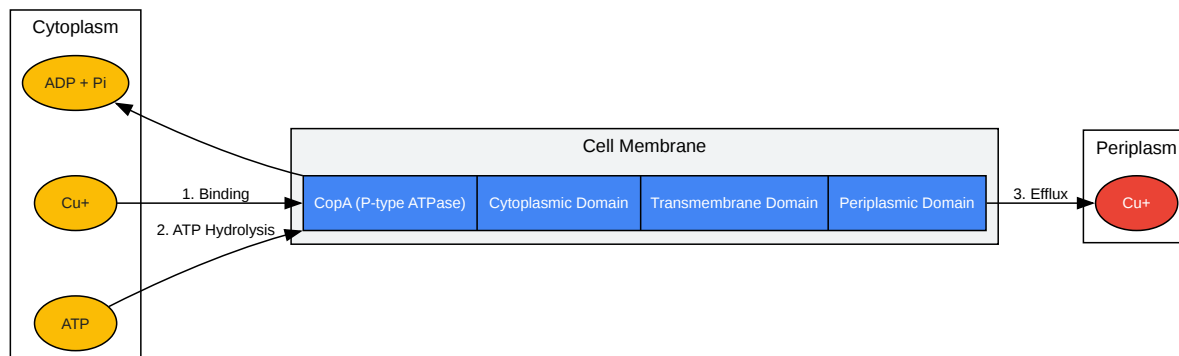 Cytoplasm
ADP + Pi
Cu+
ATP
1. Binding
2. ATP Hydrolysis
Cell Membrane
CopA (P-type ATPase)
Cytoplasmic Domain
Transmembrane Domain
Periplasmic Domain
3. Efflux
Periplasm
Cu+